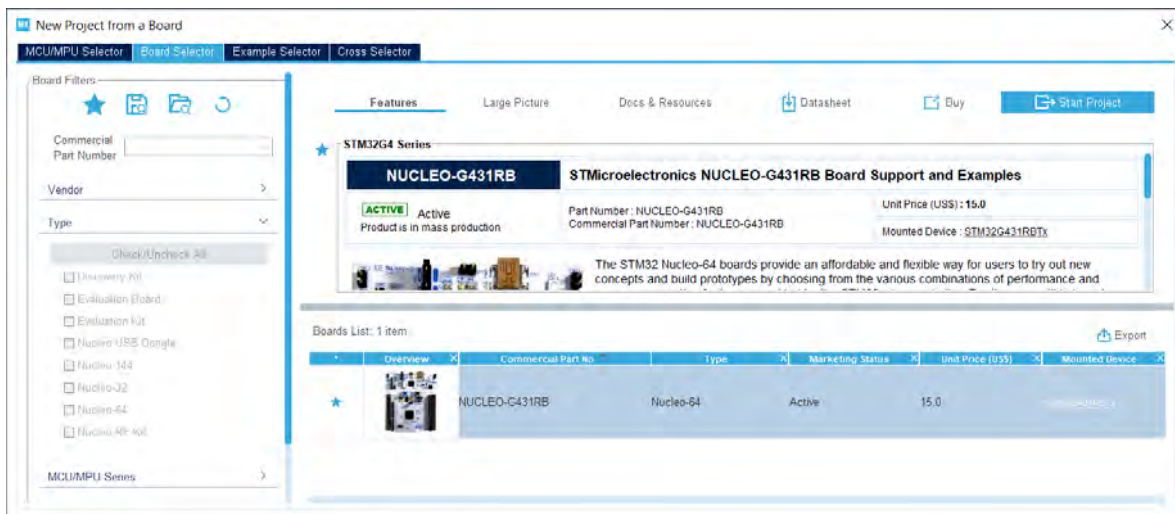 MX New Project from a Board
MCU/MPU Selector Board Selector Example Selector Cross Selector
Board Filters
Commercial
Part Number
Vendor
Type
Check/Uncheck All
Discovery Kit
Evaluation Board
Evaluation Kit
Nucleo USB Dongle
Nucleo-144
Nucleo-32
Nucleo-64
MCU/MPU Series
Features Large Picture Docs & Resources Datasheet Buy Start Project
STM32G4 Series
NUCLEO-G431RB STMicroelectronics NUCLEO-G431RB Board Support and Examples
ACTIVE Active
Product is in mass production
Part Number : NUCLEO-G431RB
Commercial Part Number : NUCLEO-G431RB
Unit Price (US$) : 15.0
Mounted Device : STM32G431RBTx
The STM32 Nucleo-64 boards provide an affordable and flexible way for users to try out new
concepts and build prototypes by choosing from the various combinations of performance and
Boards List: 1 item
Export
* Overview Commercial Part No Type Marketing Status Unit Price (US$) Mounted Device
NUCLEO-G431RB Nucleo-64 Active 15.0